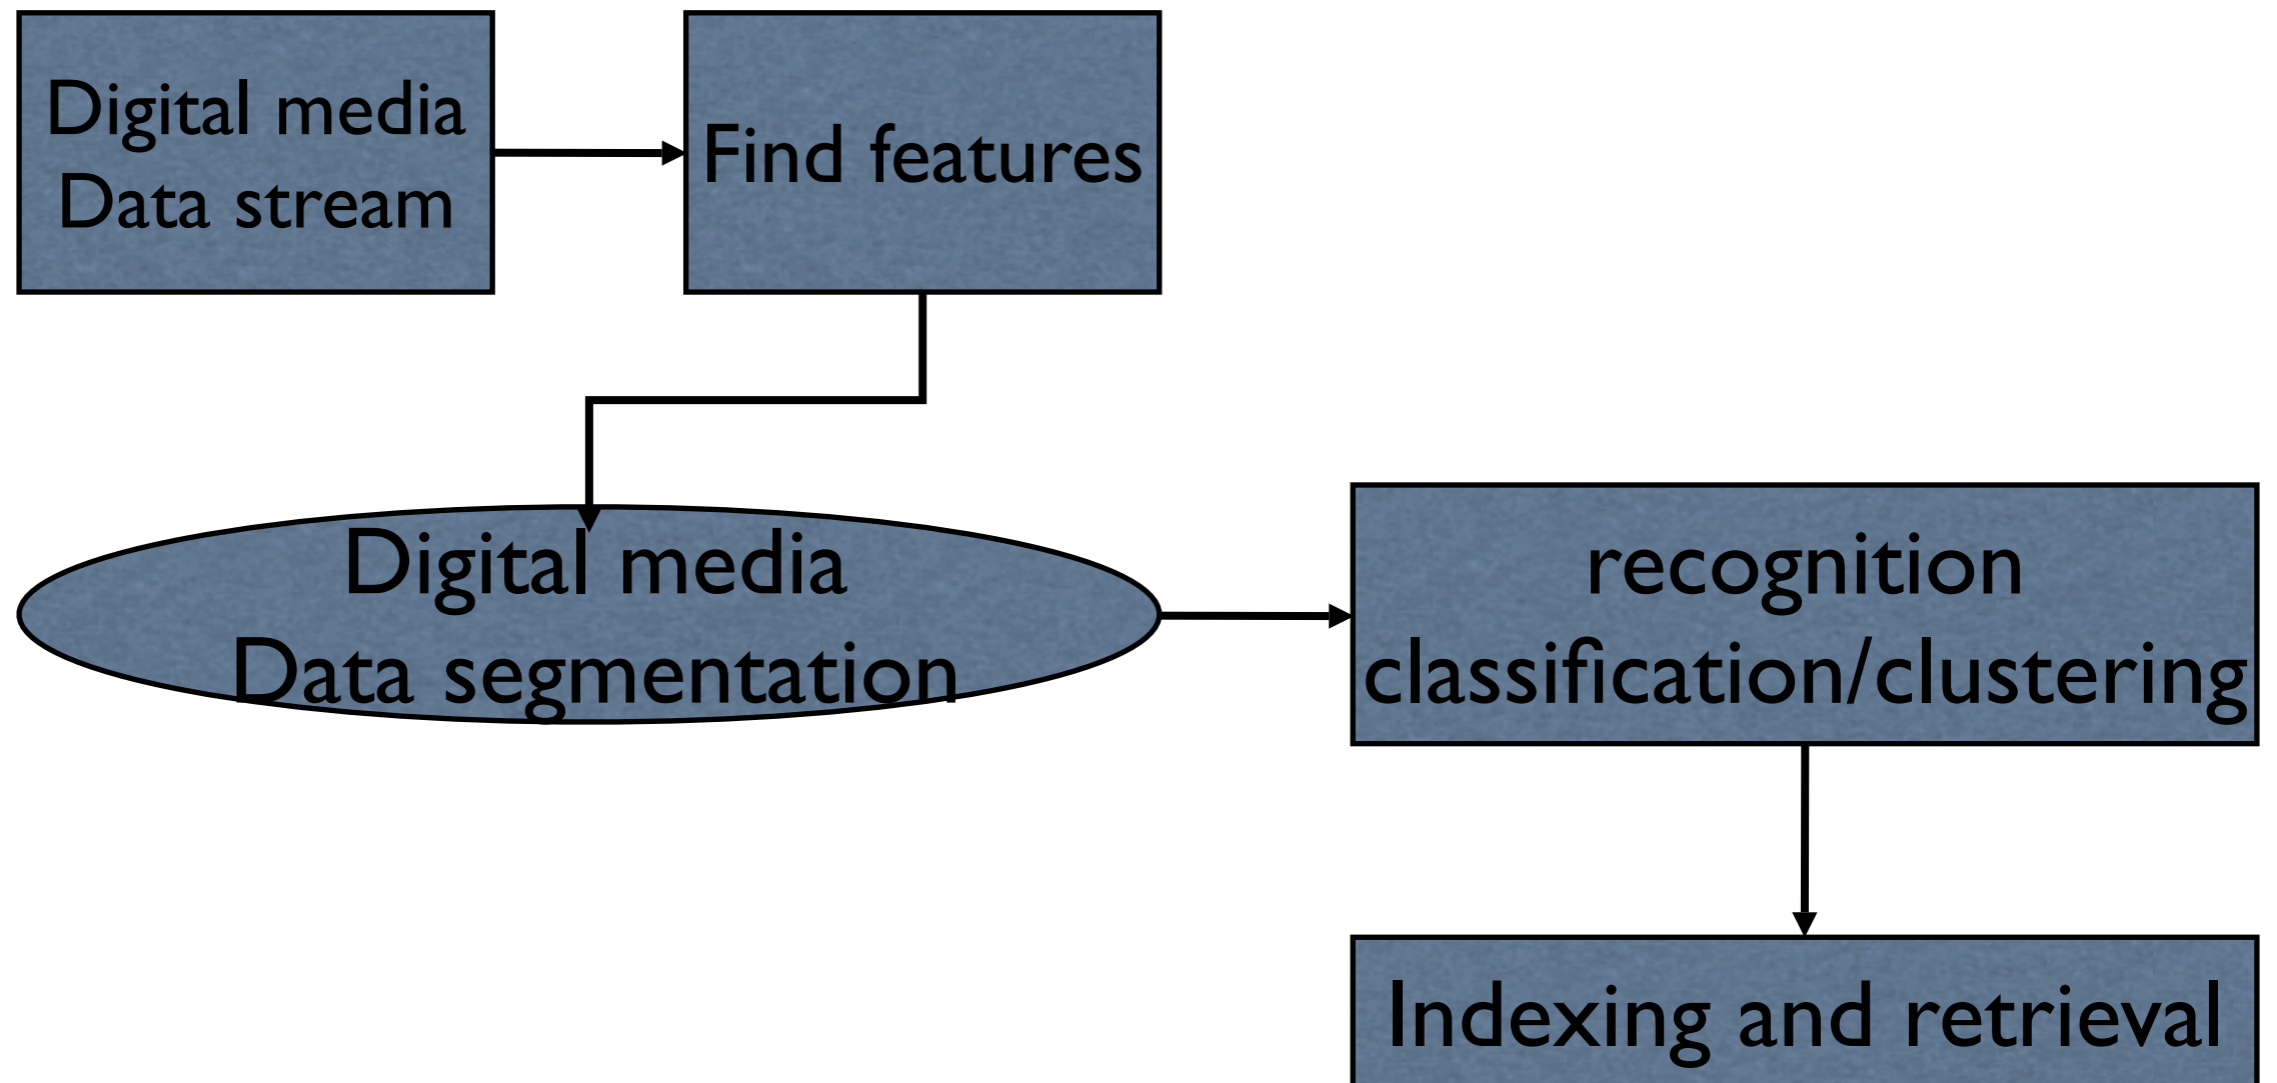 Digital media
Data stream
Find features
Digital media
Data segmentation
recognition
classification/clustering
Indexing and retrieval